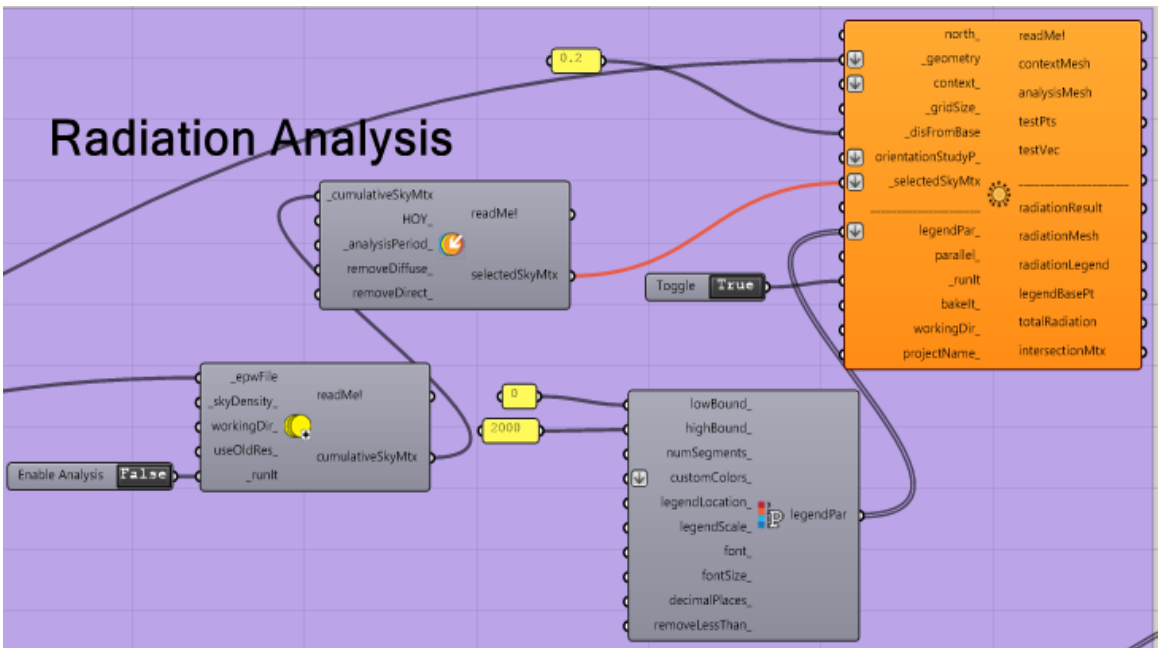 0.2
Radiation Analysis
north_
_geometry
context_
_gridSize_
_disFromBase
orientationStudyP_
_selectedSkyMtx
legendPar_
parallel_
_runIt
bakeIt_
workingDir_
projectName_
readMe!
contextMesh
analysisMesh
testPts
testVec
radiationResult
radiationMesh
radiationLegend
legendBasePt
totalRadiation
intersectionMtx
_cumulativeSkyMtx
HOY_
_analysisPeriod_
removeDiffuse_
removeDirect_
readMe!
selectedSkyMtx
Toggle True
_epwFile
_skyDensity_
workingDir_
useOldRes_
_runIt
readMe!
cumulativeSkyMtx
Enable Analysis False
0
2000
lowBound_
highBound_
numSegments_
customColors_
legendLocation_
legendScale_
font_
fontSize_
decimalPlaces_
removeLessThan_
P
legendPar